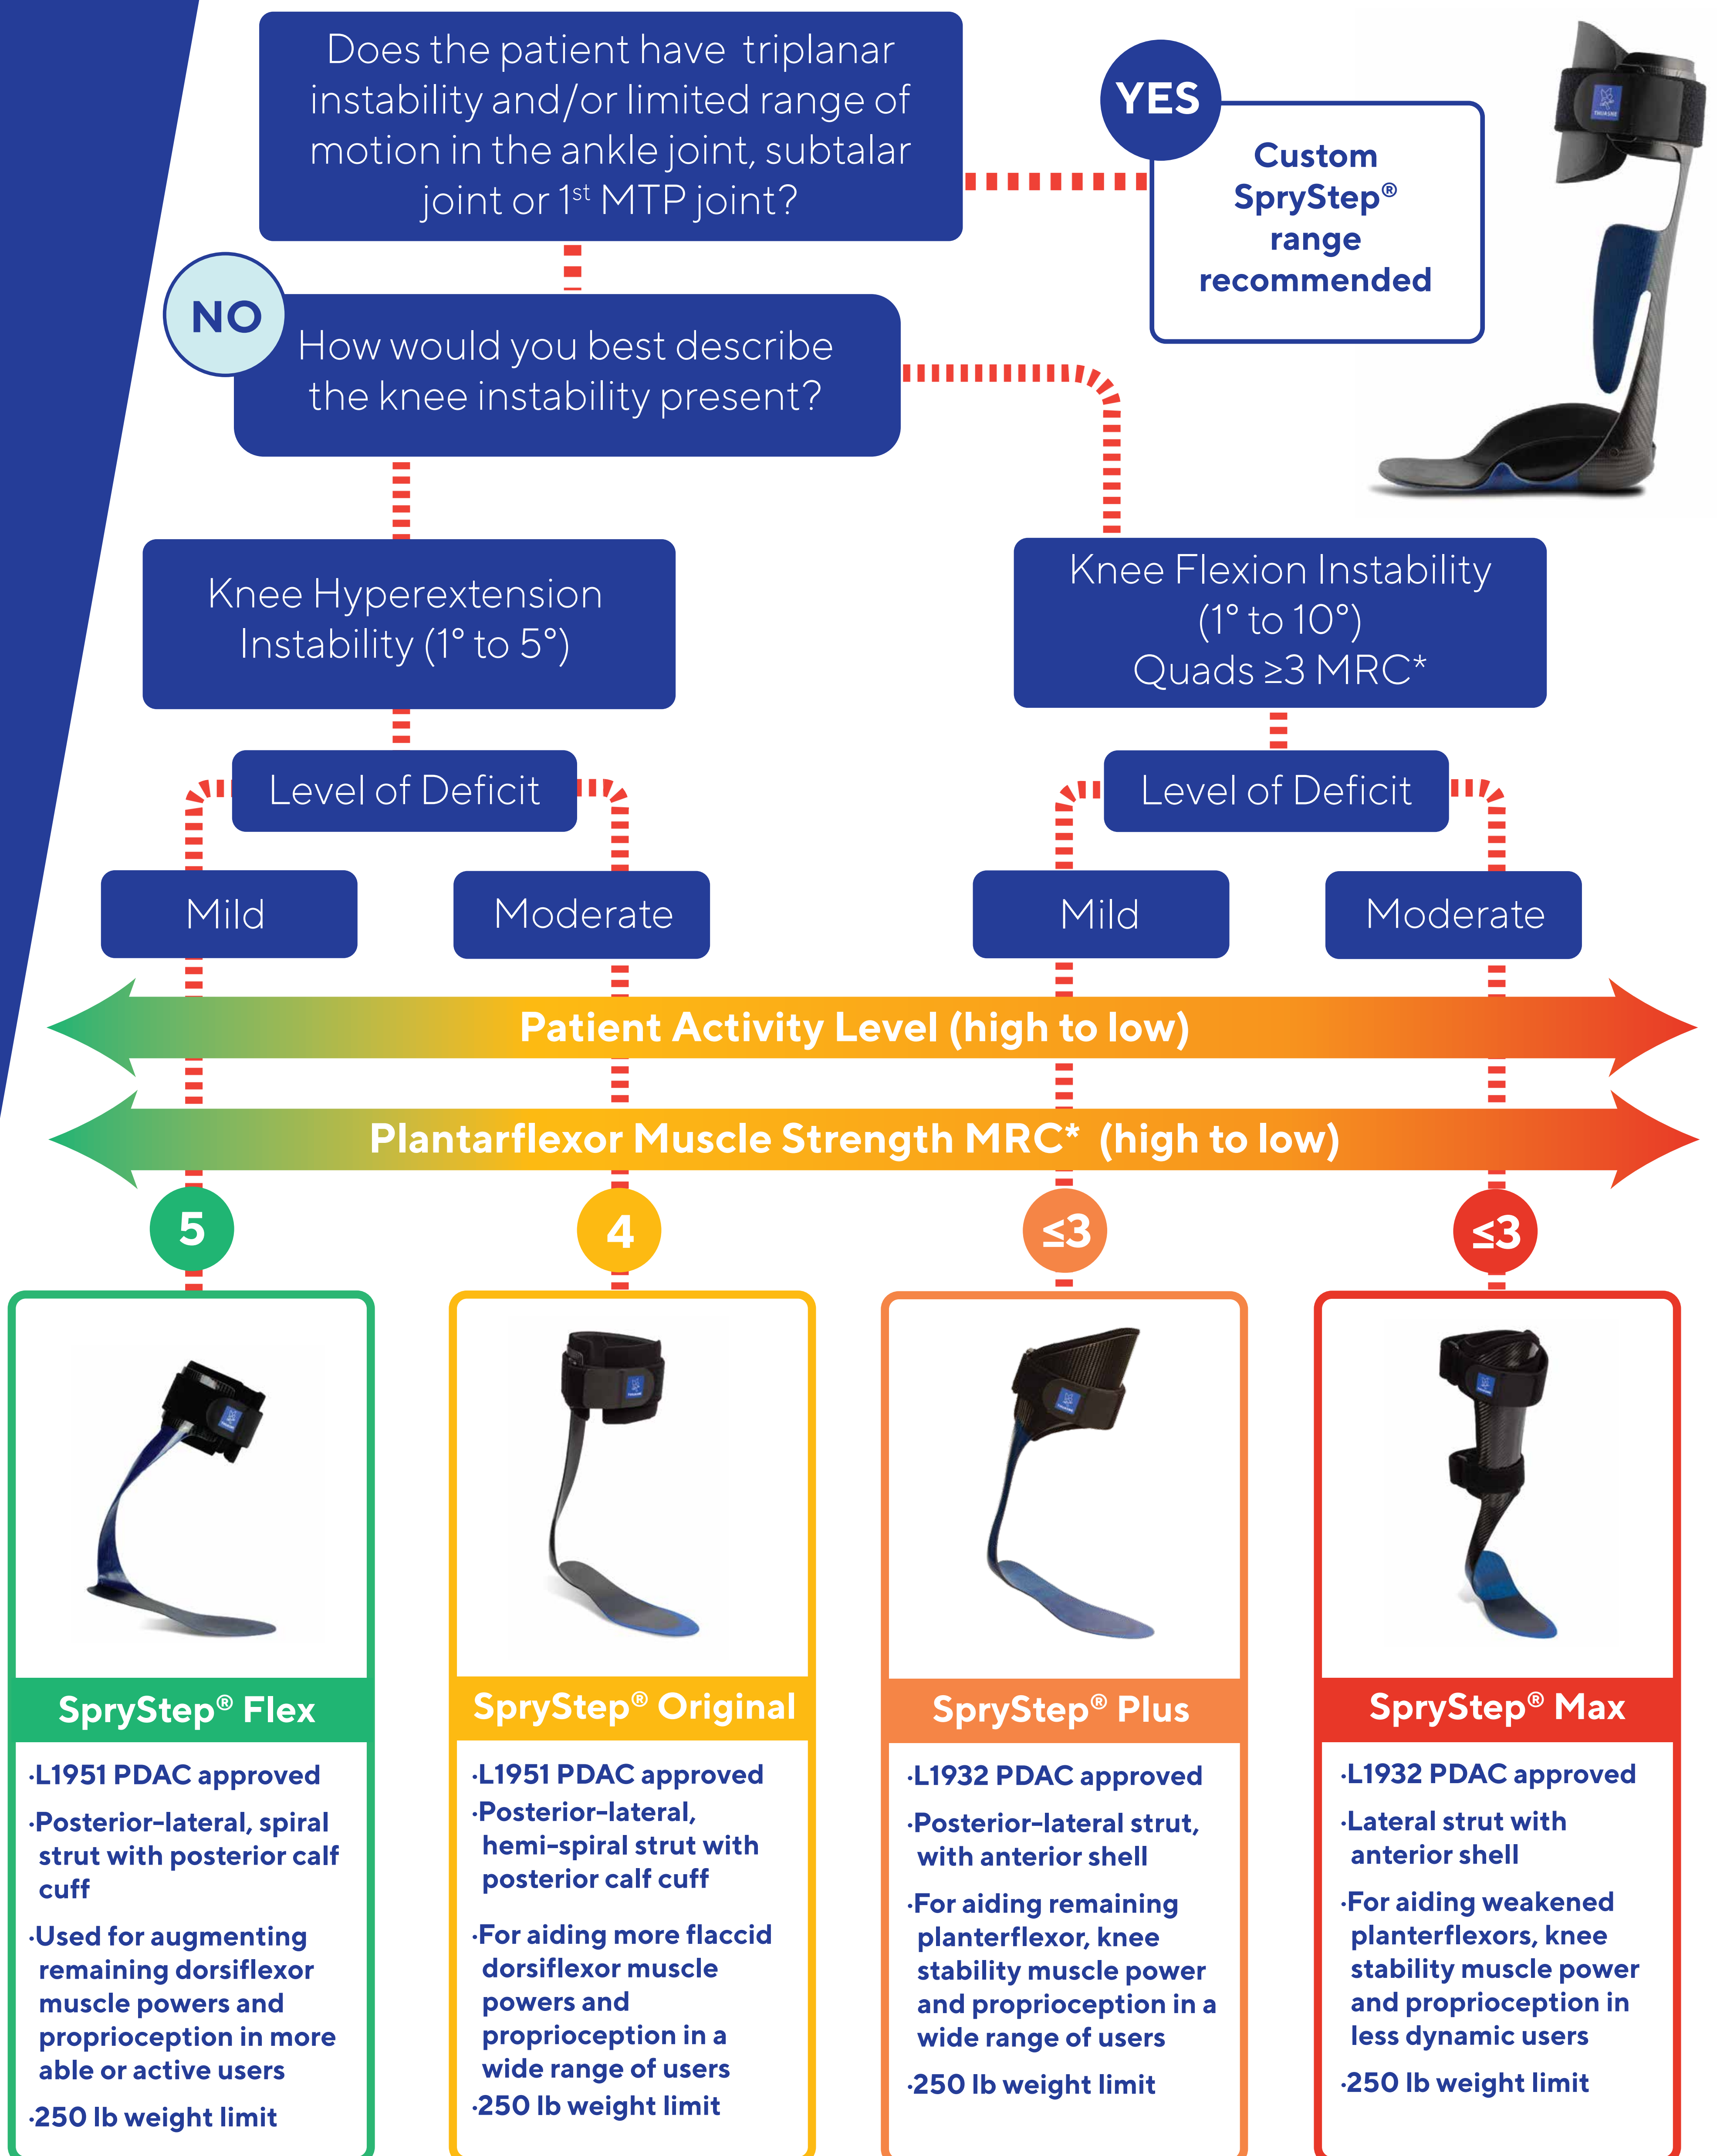 Does the patient have triplanar
instability and/or limited range of
motion in the ankle joint, subtalar
joint or 1st MTP joint?
YES
Custom
SpryStep®
range
recommended
THUASNE
NO
How would you best describe
the knee instability present?
Knee Hyperextension
Instability (1° to 5°)
Knee Flexion Instability
(1° to 10°)
Quads ≥3 MRC*
Level of Deficit
Level of Deficit
Mild
Moderate
Mild
Moderate
Patient Activity Level (high to low)
Plantarflexor Muscle Strength MRC* (high to low)
5
4
≤3
≤3
SpryStep® Flex
·L1951 PDAC approved
·Posterior-lateral, spiral
strut with posterior calf
cuff
·Used for augmenting
remaining dorsiflexor
muscle powers and
proprioception in more
able or active users
·250 lb weight limit
SpryStep® Original
·L1951 PDAC approved
·Posterior-lateral,
hemi-spiral strut with
posterior calf cuff
·For aiding more flaccid
dorsiflexor muscle
powers and
proprioception in a
wide range of users
·250 lb weight limit
SpryStep® Plus
·L1932 PDAC approved
·Posterior-lateral strut,
with anterior shell
·For aiding remaining
planterflexor, knee
stability muscle power
and proprioception in a
wide range of users
·250 lb weight limit
SpryStep® Max
·L1932 PDAC approved
·Lateral strut with
anterior shell
·For aiding weakened
planterflexors, knee
stability muscle power
and proprioception in
less dynamic users
·250 lb weight limit